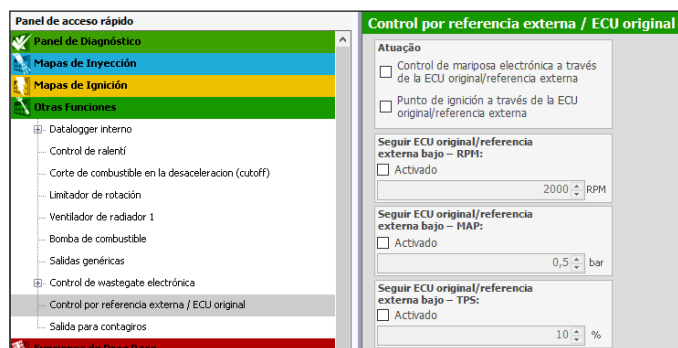 Panel de acceso rápido
Panel de Diagnóstico
Mapas de Inyección
Mapas de Ignición
Otras Funciones
Datalogger interno
Control de ralentí
Corte de combustible en la desaceleracion (cutoff)
Limitador de rotación
Ventilador de radiador 1
Bomba de combustible
Salidas genéricas
Control de wastegate electrónica
Control por referencia externa / ECU original
Salida para contagiros
Funciones de Drag Race
Control por referencia externa / ECU original
Atuação
Control de mariposa electrónica a través
de la ECU original/referencia externa
Punto de ignición a través de la ECU
original/referencia externa
Seguir ECU original/referencia
externa bajo – RPM:
Activado
2000 RPM
Seguir ECU original/referencia
externa bajo – MAP:
Activado
0,5 bar
Seguir ECU original/referencia
externa bajo – TPS:
Activado
10 %